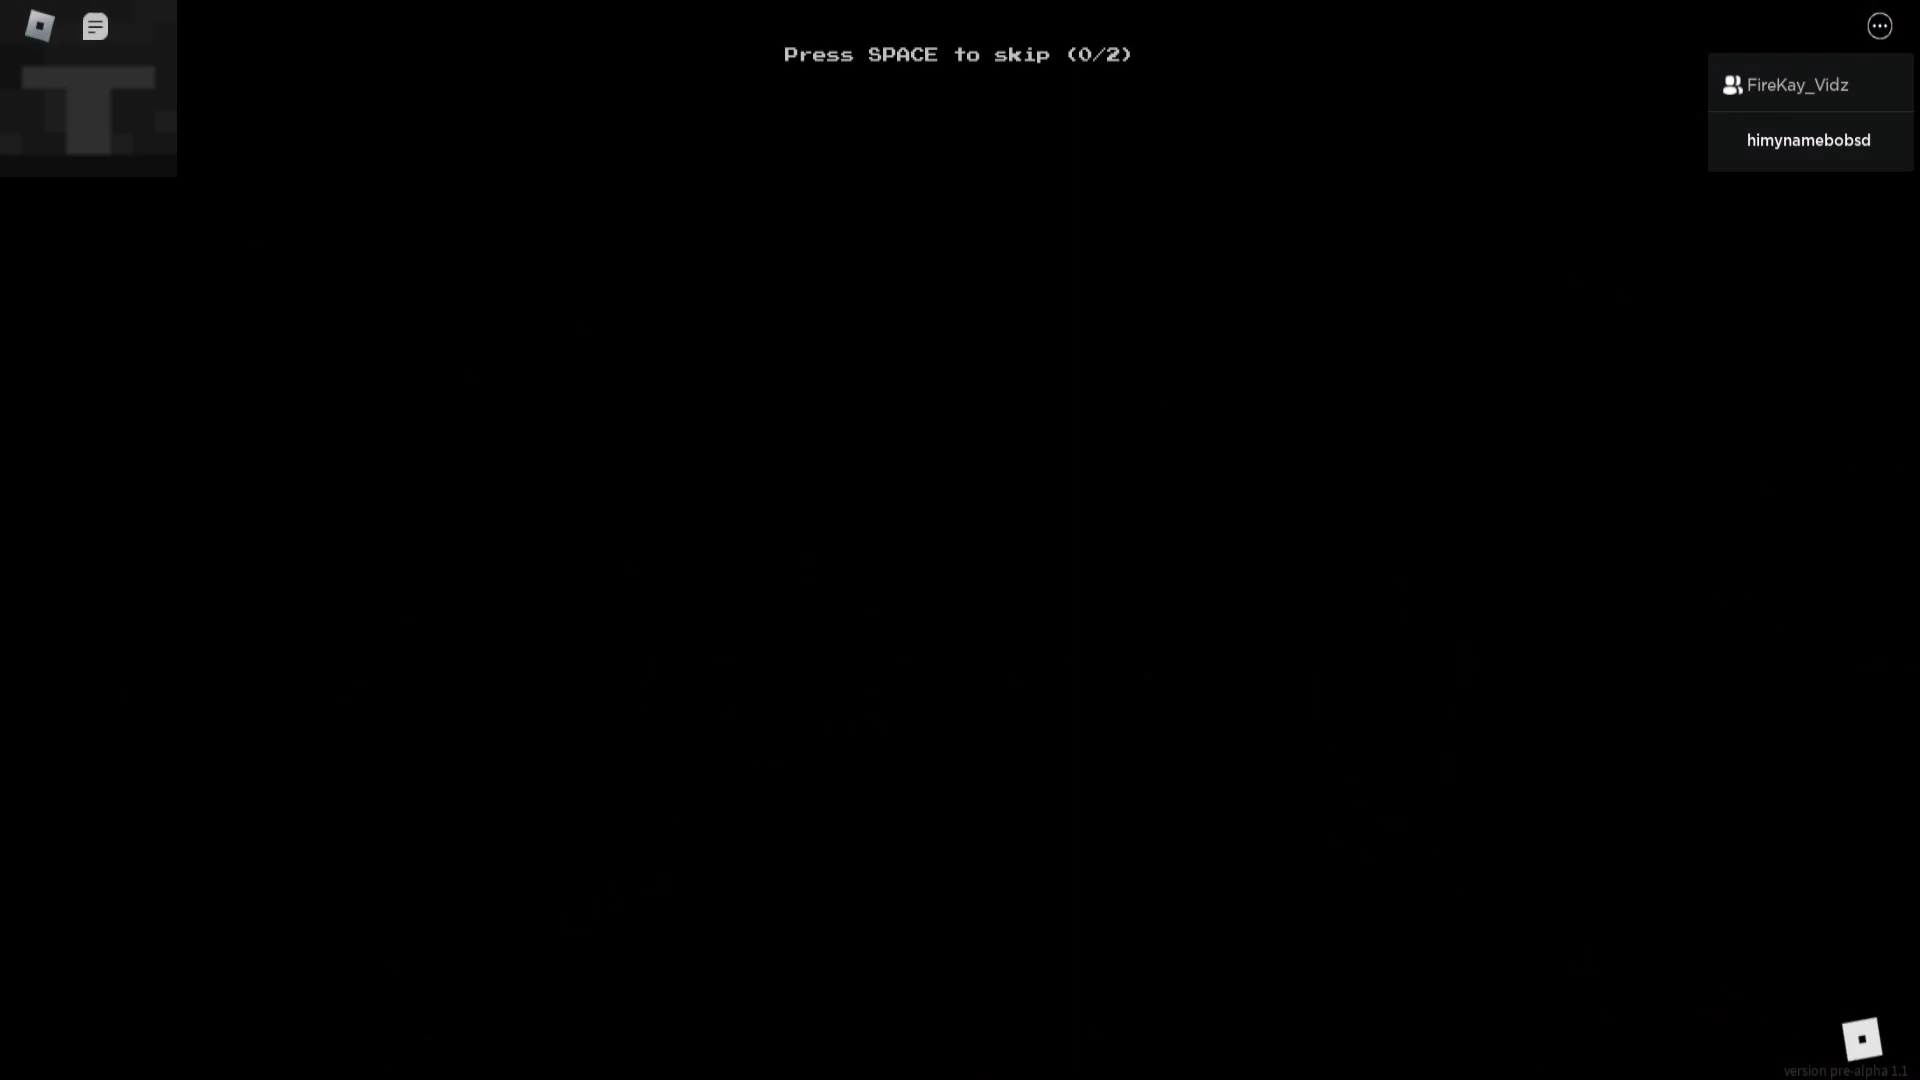 Press SPACE to skip (0/2)
FireKay_Vidz
himynamebobsd
T
version pre-alpha 1.1